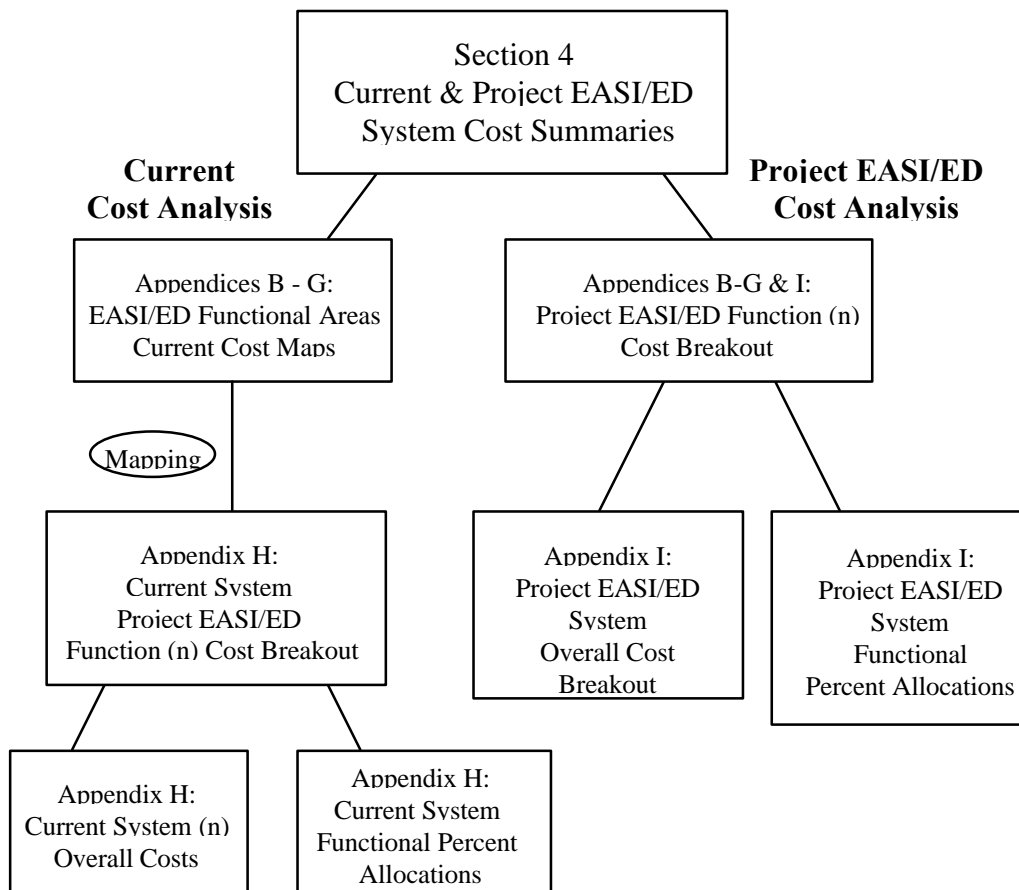 Section 4
Current & Project EASI/ED
System Cost Summaries
Current
Cost Analysis
Project EASI/ED
Cost Analysis
Appendices B - G:
EASI/ED Functional Areas
Current Cost Maps
Appendices B-G & I:
Project EASI/ED Function (n)
Cost Breakout
Mapping
Appendix H:
Current System
Project EASI/ED
Function (n) Cost Breakout
Appendix I:
Project EASI/ED
System
Overall Cost
Breakout
Appendix I:
Project EASI/ED
System
Functional
Percent Allocations
Appendix H:
Current System (n)
Overall Costs
Appendix H:
Current System
Functional Percent
Allocations